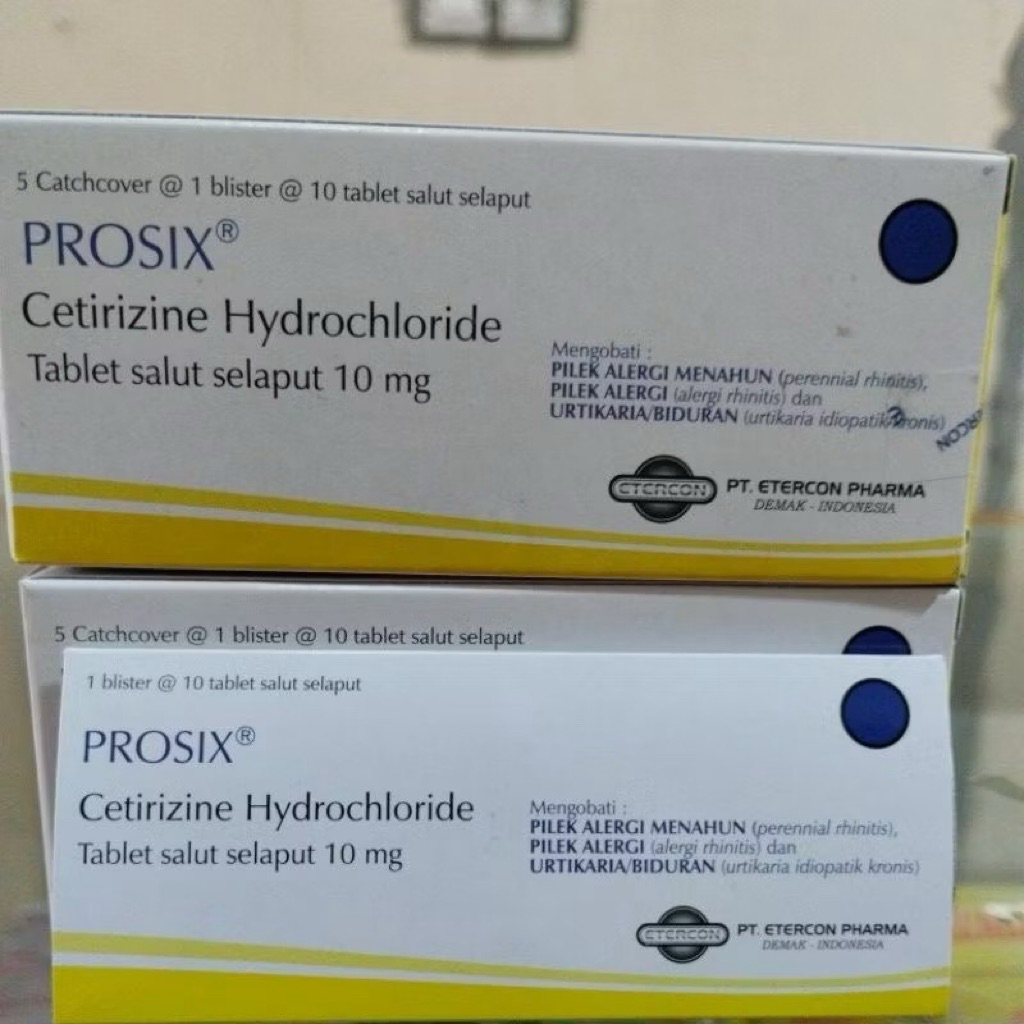 5 Catchcover @ 1 blister @ 10 tablet salut selaput
PROSIX®
Cetirizine Hydrochloride
Tablet salut selaput 10 mg
Mengobati :
PILEK ALERGI MENAHUN (perennial rhinitis),
PILEK ALERGI (alergi rhinitis) dan
URTIKARIA/BIDURAN (urtikaria idiopatik kronis)
ERCON
ETERCON
PT. ETERCON PHARMA
DEMAK - INDONESIA
5 Catchcover @ 1 blister @ 10 tablet salut selaput
1 blister @ 10 tablet salut selaput
PROSIX®
Cetirizine Hydrochloride
Tablet salut selaput 10 mg
Mengobati :
PILEK ALERGI MENAHUN (perennial rhinitis),
PILEK ALERGI (alergi rhinitis) dan
URTIKARIA/BIDURAN (urtikaria idiopatik kronis)
ETERCON
PT. ETERCON PHARMA
DEMAK - INDONESIA